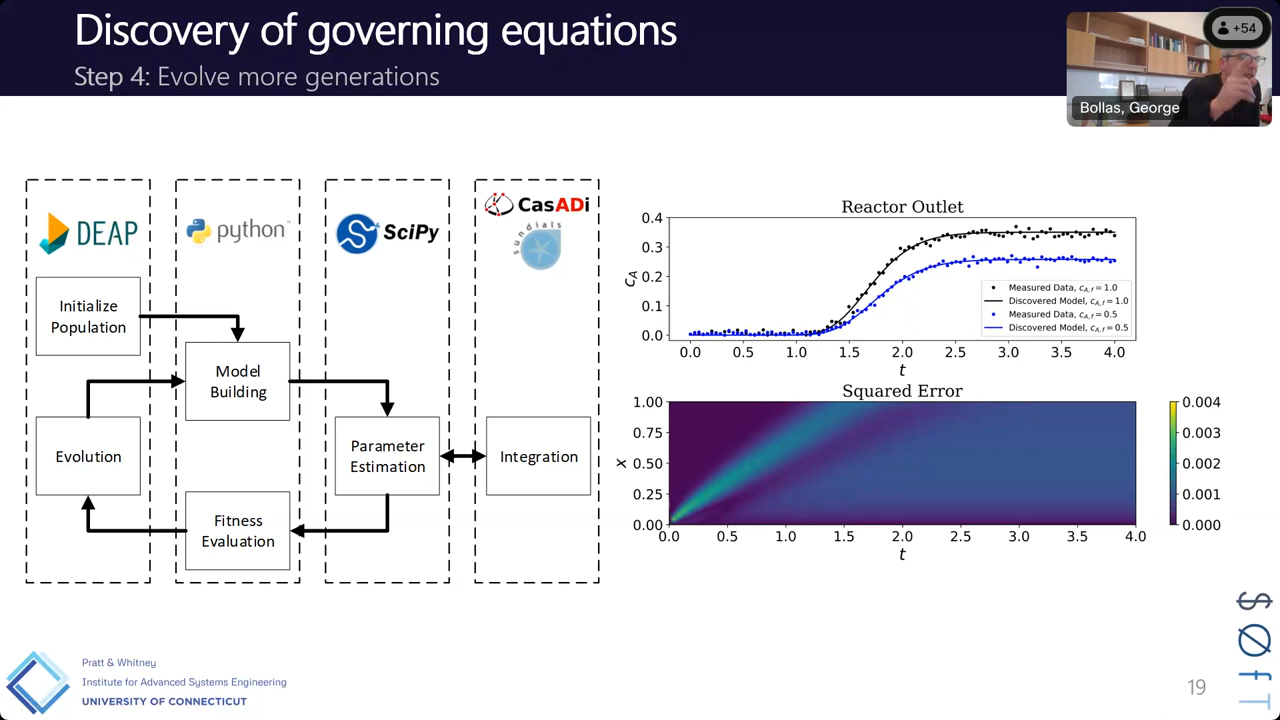 Discovery of governing equations
Step 4: Evolve more generations
+54
Bollas, George
DEAP
python™
SciPy
CasADi
sundials
Initialize
Population
Model
Building
Evolution
Parameter
Estimation
Integration
Fitness
Evaluation
Reactor Outlet
0.4
0.3
0.2
0.1
0.0
c_A
Measured Data, c_{A,f} = 1.0
Discovered Model, c_{A,f} = 1.0
Measured Data, c_{A,f} = 0.5
Discovered Model, c_{A,f} = 0.5
0.0 0.5 1.0 1.5 2.0 2.5 3.0 3.5 4.0
t
Squared Error
1.00
0.75
0.50
0.25
0.00
x
0.0 0.5 1.0 1.5 2.0 2.5 3.0 3.5 4.0
t
0.004
0.003
0.002
0.001
0.000
Pratt & Whitney
Institute for Advanced Systems Engineering
UNIVERSITY OF CONNECTICUT
19